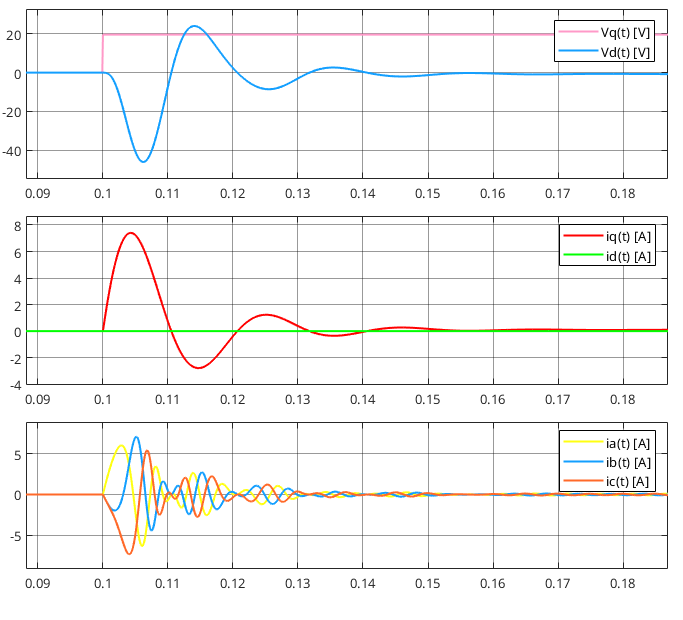 20
Vq(t) [V]
Vd(t) [V]
0
-20
-40
0.09 0.1 0.11 0.12 0.13 0.14 0.15 0.16 0.17 0.18
8
iq(t) [A]
id(t) [A]
6
4
2
0
-2
-4
0.09 0.1 0.11 0.12 0.13 0.14 0.15 0.16 0.17 0.18
ia(t) [A]
5
ib(t) [A]
ic(t) [A]
0
-5
0.09 0.1 0.11 0.12 0.13 0.14 0.15 0.16 0.17 0.18